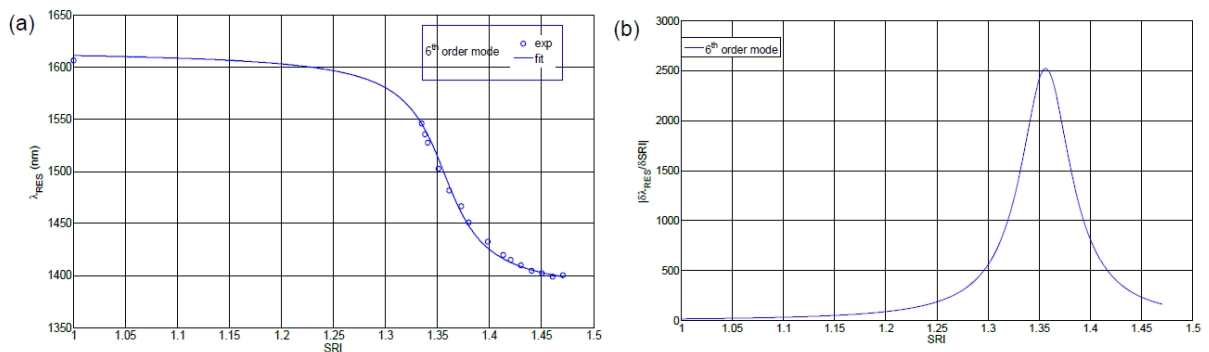 (a)
1650
1600
1550
1500
1450
1400
1350
λRES (nm)
6th order mode
exp
fit
1 1.05 1.1 1.15 1.2 1.25 1.3 1.35 1.4 1.45 1.5
SRI
(b)
3000
2500
2000
1500
1000
500
0
|δλRES/δSRI|
6th order mode
1 1.05 1.1 1.15 1.2 1.25 1.3 1.35 1.4 1.45 1.5
SRI